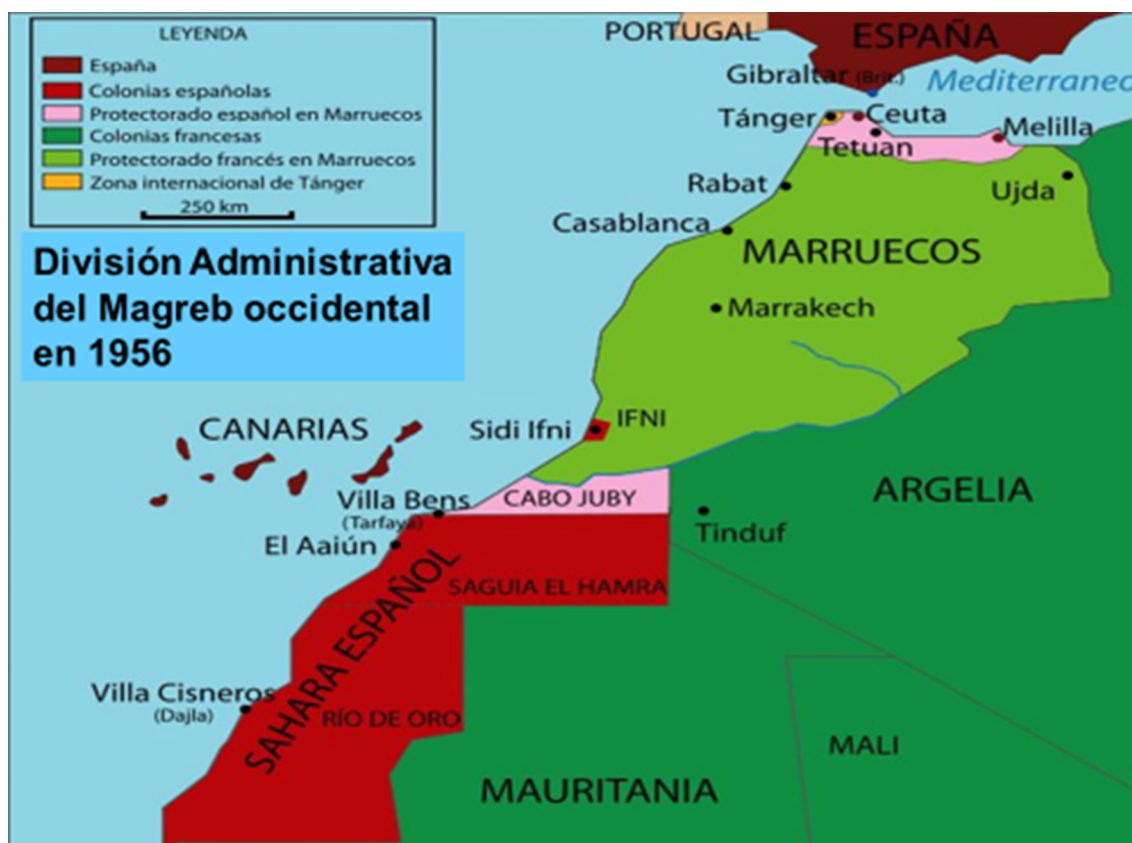 LEYENDA
España
Colonias españolas
Protectorado español en Marruecos
Colonias francesas
Protectorado francés en Marruecos
Zona internacional de Tánger
250 km
División Administrativa
del Magreb occidental
en 1956
PORTUGAL
ESPAÑA
Gibraltar (Brit.)
Mediterraneo
Tánger
Ceuta
Tetuan
Melilla
Rabat
Ujda
Casablanca
MARRUECOS
Marrakech
CANARIAS
Sidi Ifni
IFNI
Villa Bens
(Tarfaya)
CABO JUBY
ARGELIA
Tinduf
El Aaiún
SAGUIA EL HAMRA
SAHARA ESPAÑOL
Villa Cisneros
(Dajla)
RÍO DE ORO
MALI
MAURITANIA